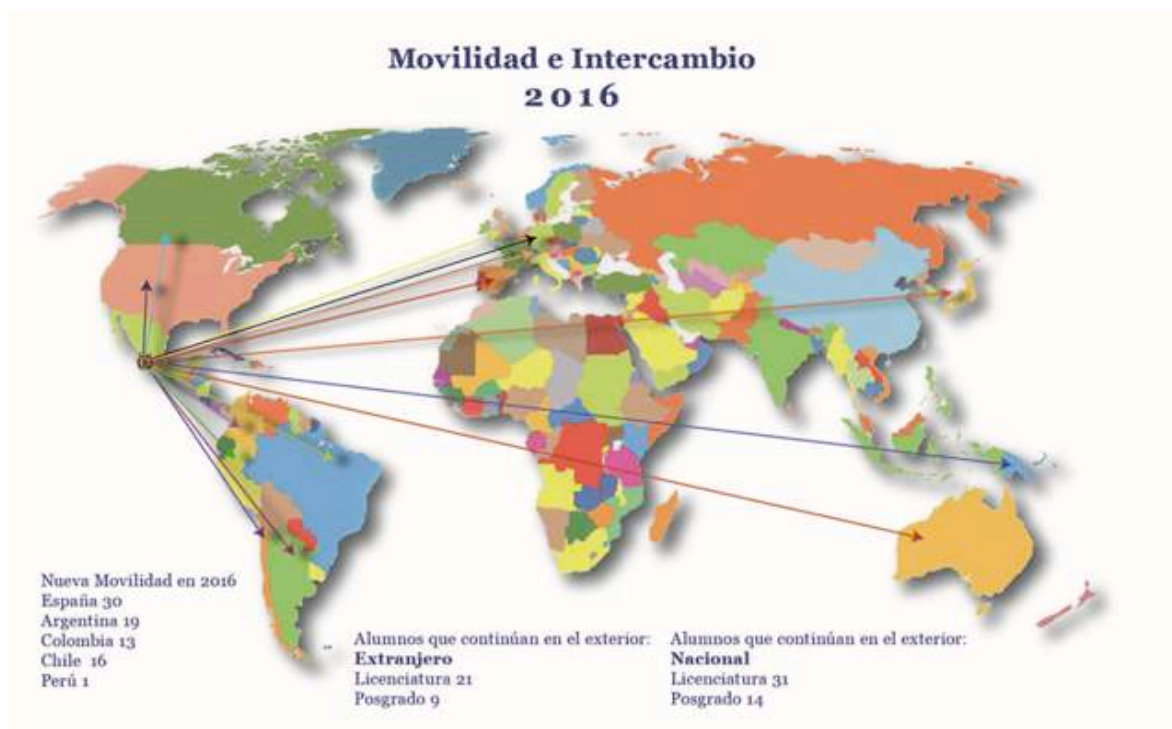 Movilidad e Intercambio
2016
Nueva Movilidad en 2016
España 30
Argentina 19
Colombia 13
Chile 16
Perú 1
Alumnos que continúan en el exterior:
Extranjero
Licenciatura 21
Posgrado 9
Alumnos que continúan en el exterior:
Nacional
Licenciatura 31
Posgrado 14